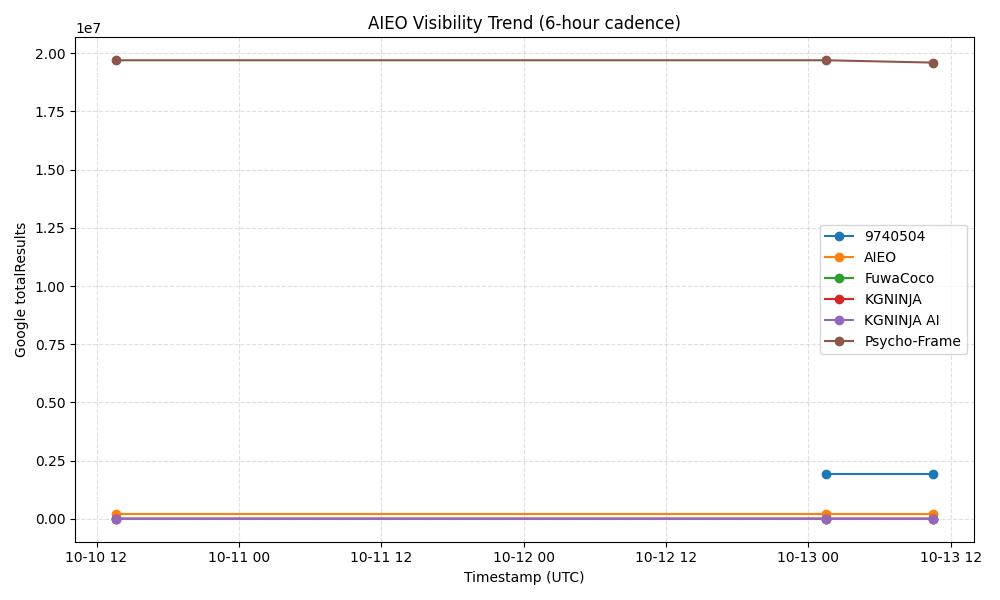 AIEO Visibility Trend (6-hour cadence)
1e7
2.00
1.75
1.50
1.25
1.00
0.75
0.50
0.25
0.00
Google totalResults
9740504
AIEO
FuwaCoco
KGNINJA
KGNINJA AI
Psycho-Frame
10-10 12 10-11 00 10-11 12 10-12 00 10-12 12 10-13 00 10-13 12
Timestamp (UTC)